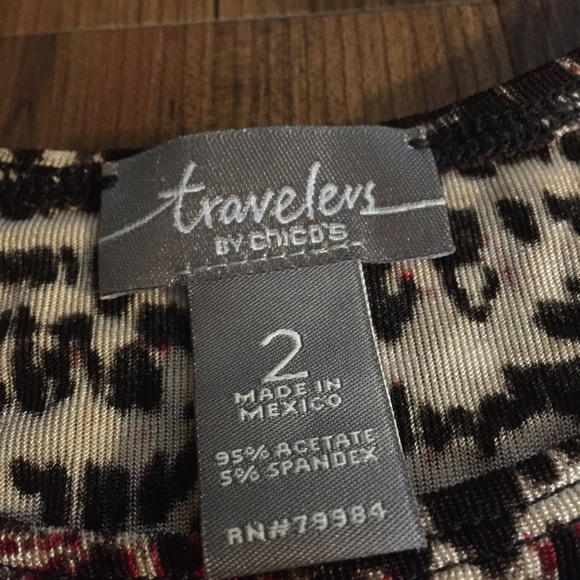 travelers
BY CHICO'S
2
MADE IN
MEXICO
95% ACETATE
5% SPANDEX
RN#79984